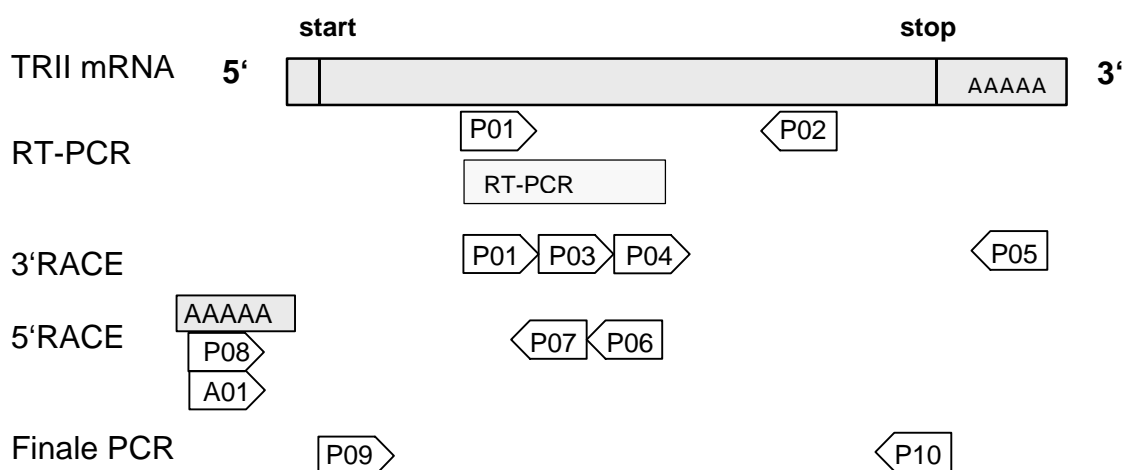 start stop
TRII mRNA 5‘ AAAAA 3‘
P01 P02
RT-PCR
RT-PCR
3‘RACE P01 P03 P04 P05
AAAAA
5‘RACE P08 P07 P06
A01
Finale PCR P09 P10